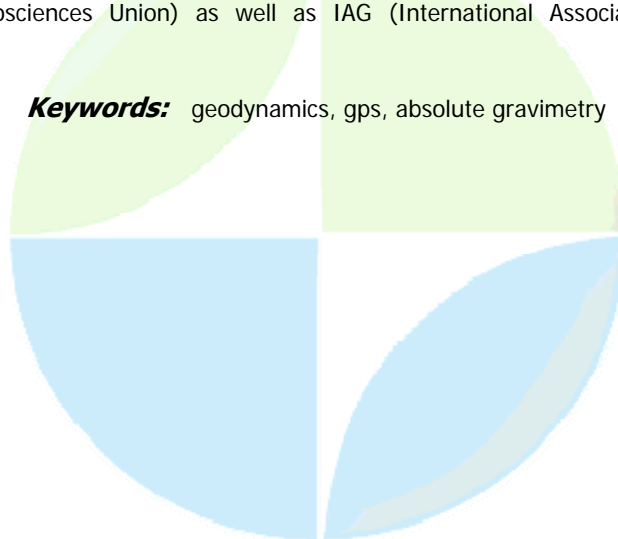 osciences Union) as well as IAG (International Associa
Keywords: geodynamics, gps, absolute gravimetry